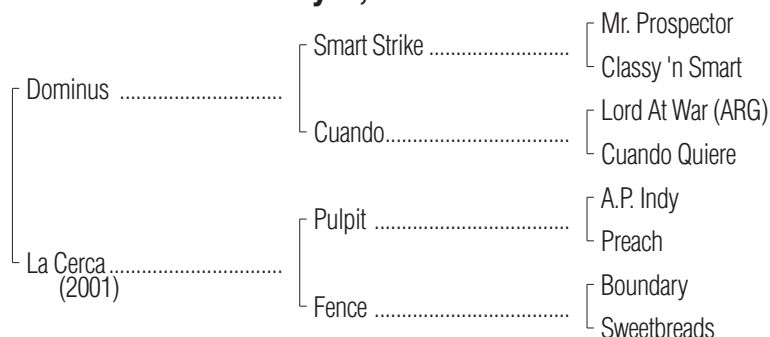 Mr. Prospector
Smart Strike ..........................
Classy 'n Smart
Dominus ..............................
Lord At War (ARG)
Cuando..................................
Cuando Quiere
A.P. Indy
Pulpit ....................................
Preach
La Cerca................................
(2001)
Boundary
Fence ....................................
Sweetbreads